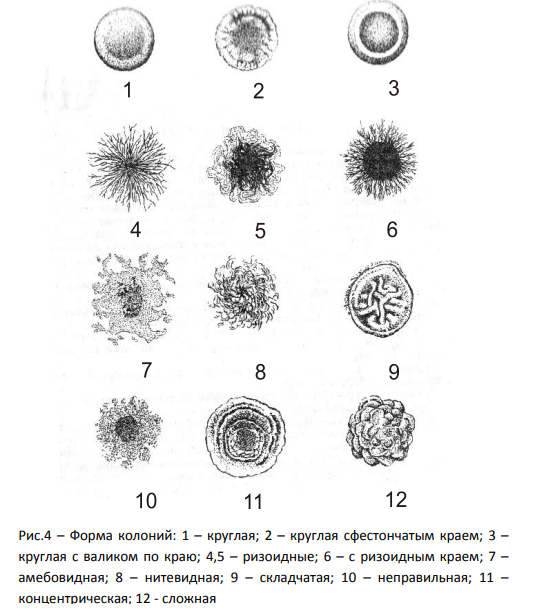 1 2 3
4 5 6
7 8 9
10 11 12
Рис.4 – Форма колоний: 1 – круглая; 2 – круглая сфестончатым краем; 3 –
круглая с валиком по краю; 4,5 – ризоидные; 6 – с ризоидным краем; 7 –
амебовидная; 8 – нитевидная; 9 – складчатая; 10 – неправильная; 11 –
концентрическая; 12 - сложная